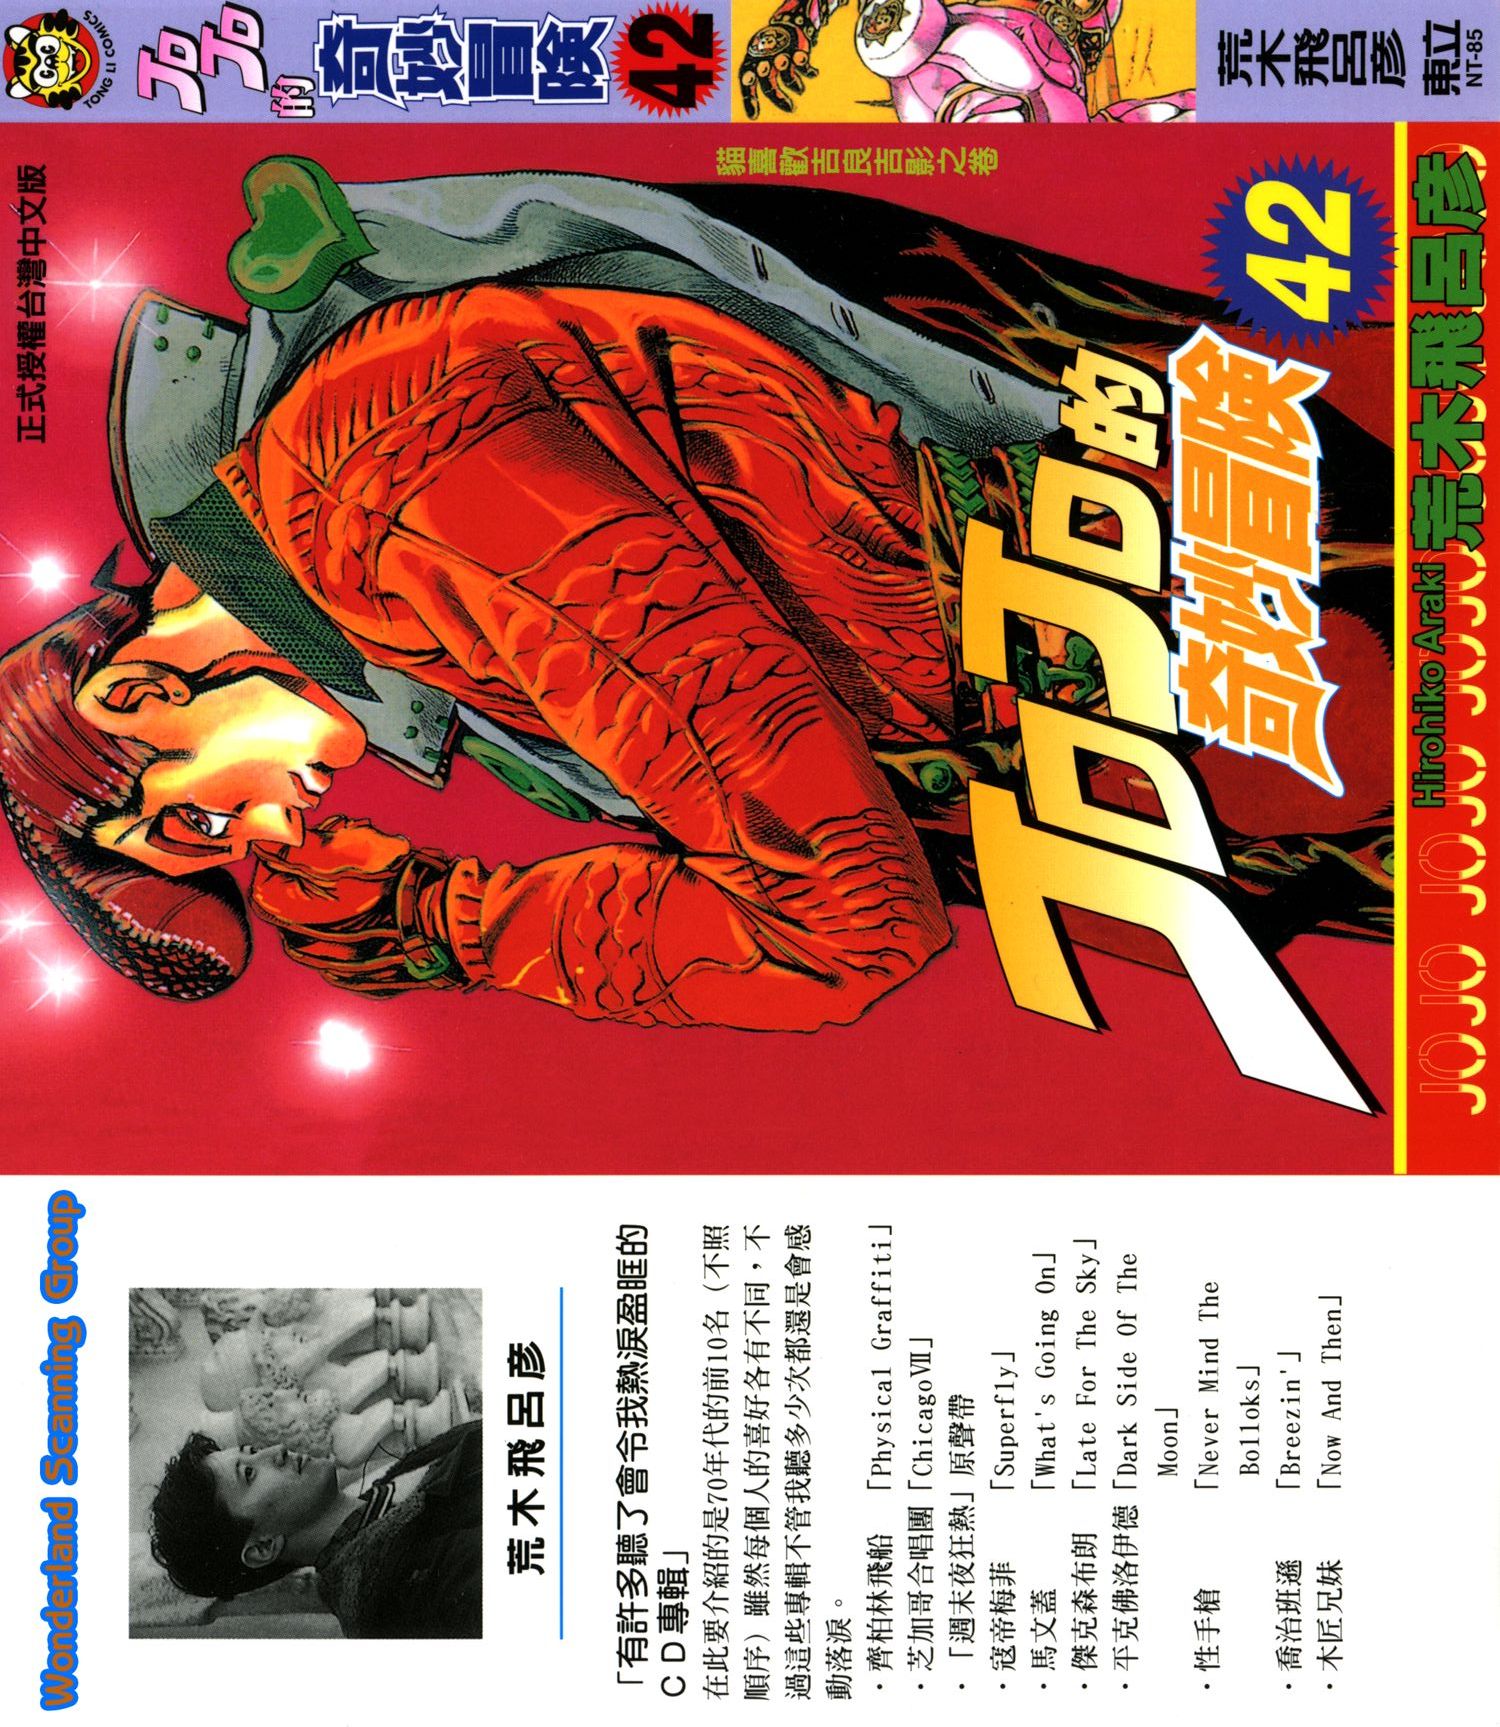 TONG LI COMICS
JOJO的
奇妙冒險
42
荒木飛呂彦
東立
NT-85
正式授權台灣中文版
貓喜歡吉良吉影之卷
JOJO的
奇妙冒險
42
JOJO JOJO JOJO JOJO
Hirohiko Araki 荒木飛呂彦
Wonderland Scanning Group
荒木飛呂彦
「有許多聽了會令我熱淚盈眶的
ＣＤ專輯」
在此要介紹的是70年代的前10名（不照
順序）雖然每個人的喜好各有不同，不
過這些專輯不管我聽多少次都還是會感
動落淚。
・齊柏林飛船 「Physical Graffiti」
・芝加哥合唱團「ChicagoⅦ」
・「週末夜狂熱」原聲帶
・寇帝梅菲 「Superfly」
・馬文蓋 「What's Going On」
・傑克森布朗 「Late For The Sky」
・平克佛洛伊德「Dark Side Of The
Moon」
・性手槍 「Never Mind The
Bolloks」
・喬治班遜 「Breezin'」
・木匠兄妹 「Now And Then」